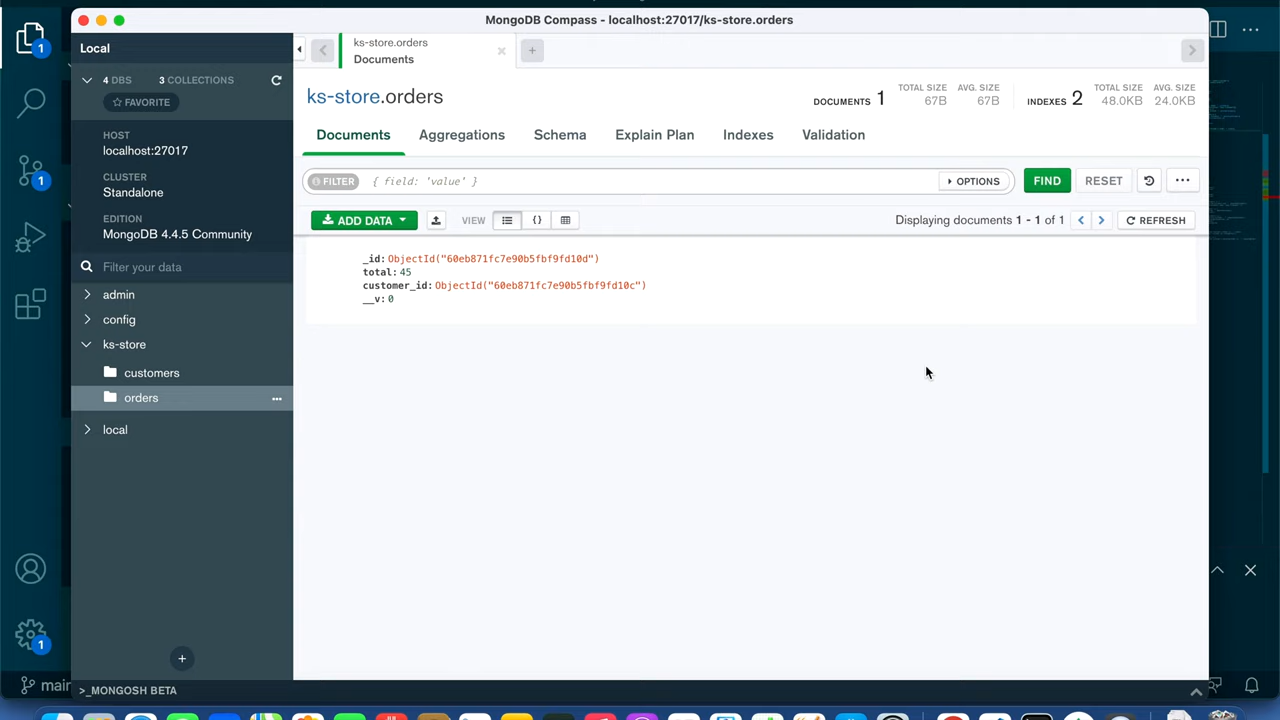 MongoDB Compass - localhost:27017/ks-store.orders
1
Local
4 DBS 3 COLLECTIONS
FAVORITE
HOST
localhost:27017
CLUSTER
Standalone
EDITION
MongoDB 4.4.5 Community
Filter your data
admin
config
ks-store
customers
orders
local
>_MONGOSH BETA
ks-store.orders
Documents
ks-store.orders
DOCUMENTS 1
TOTAL SIZE
67B
AVG. SIZE
67B
INDEXES 2
TOTAL SIZE
48.0KB
AVG. SIZE
24.0KB
Documents Aggregations Schema Explain Plan Indexes Validation
FILTER { field: 'value' } OPTIONS FIND RESET
ADD DATA VIEW { } Displaying documents 1 - 1 of 1 REFRESH
_id:ObjectId("60eb871fc7e90b5fbf9fd10d")
total:45
customer_id:ObjectId("60eb871fc7e90b5fbf9fd10c")
__v:0
1
1
main